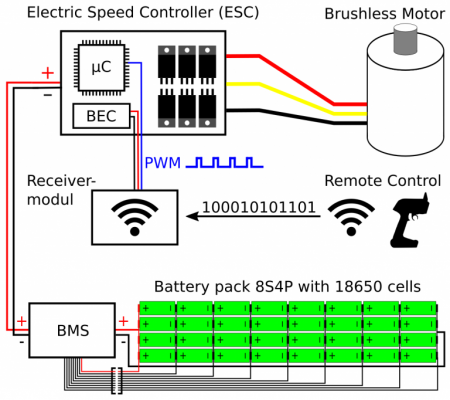 Electric Speed Controller (ESC)
Brushless Motor
+
-
µC
BEC
PWM
Receiver-
modul
100010101101
Remote Control
Battery pack 8S4P with 18650 cells
+
-
BMS
+
-
+ - + - + - + - + - + - + - + -
+ - + - + - + - + - + - + - + -
+ - + - + - + - + - + - + - + -
+ - + - + - + - + - + - + - + -